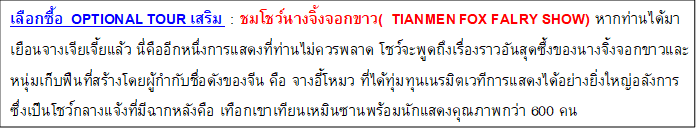 เลือกซื้อ OPTIONAL TOUR เสริม : ชมโชว์นางจิ้งจอกขาว( TIANMEN FOX FALRY SHOW) หากท่านได้มา
เยือนจางเจียเจี้ยแล้ว นี่คืออีกหนึ่งการแสดงที่ท่านไม่ควรพลาด โชว์จะพูดถึงเรื่องราวอันสุดซึ้งของนางจิ้งจอกขาวและ
หนุ่มเก็บฟืนที่สร้างโดยผู้กำกับชื่อดังของจีน คือ จางอี้โหมว ที่ได้ทุ่มทุนเนรมิตเวทีการแสดงได้อย่างยิ่งใหญ่อลังการ
ซึ่งเป็นโชว์กลางแจ้งที่มีฉากหลังคือ เทือกเขาเทียนเหมินซานพร้อมนักแสดงคุณภาพกว่า 600 คน